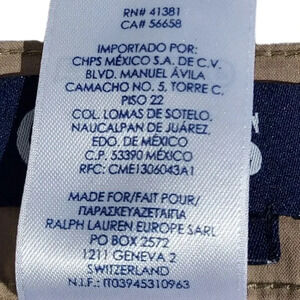 RN# 41381
CA# 56658
IMPORTADO POR:
CHPS MÉXICO S.A. DE C.V.
BLVD. MANUEL ÁVILA
CAMACHO NO. 5, TORRE C.
PISO 22
COL. LOMAS DE SOTELO,
NAUCALPAN DE JUÁREZ,
EDO. DE MÉXICO
C.P. 53390 MÉXICO
RFC: CME1306043A1
MADE FOR/FAIT POUR/
ΠΑΡΑΣΚΕΥΑΖΕΤΑΙΓΙΑ
RALPH LAUREN EUROPE SARL
PO BOX 2572
1211 GENEVA 2
SWITZERLAND
N.I.F.: IT03945310963